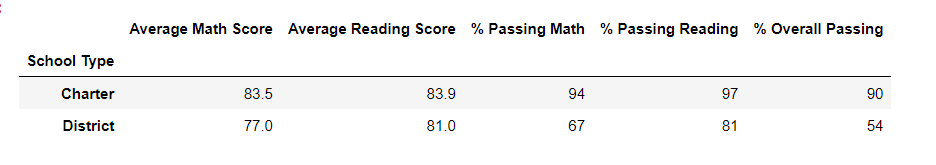 Average Math Score Average Reading Score % Passing Math % Passing Reading % Overall Passing
School Type
Charter 83.5 83.9 94 97 90
District 77.0 81.0 67 81 54